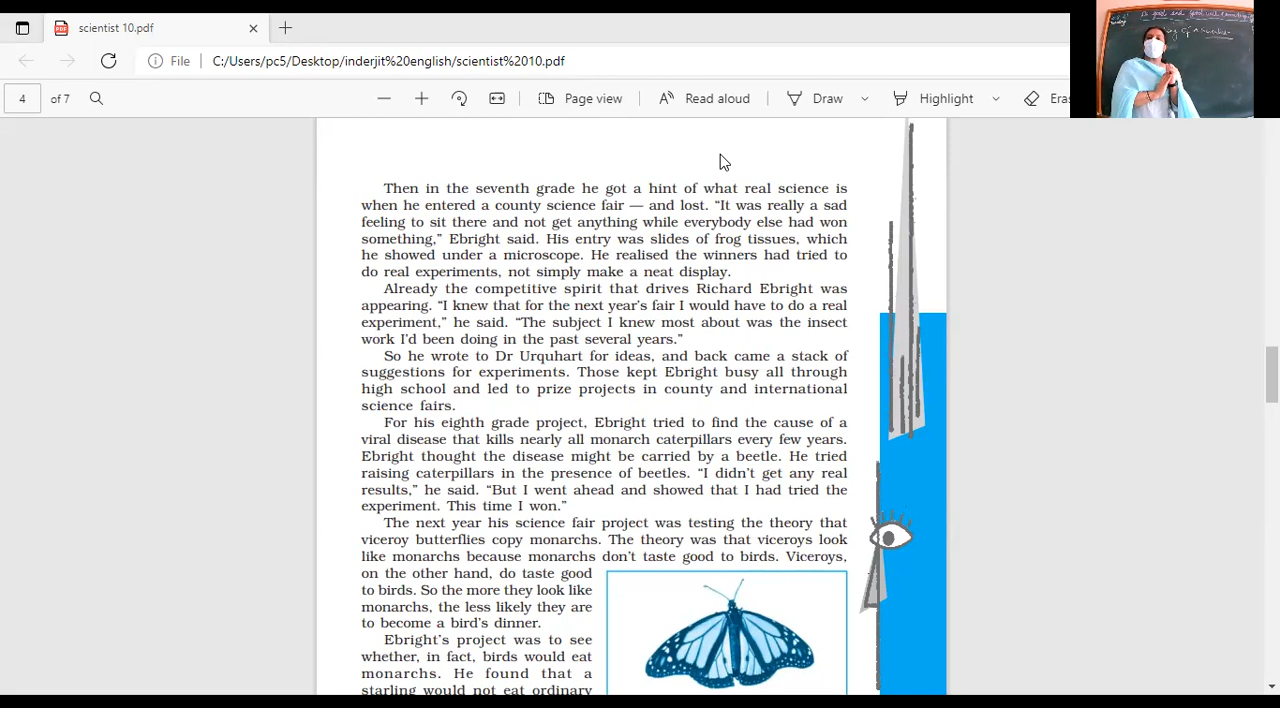 scientist 10.pdf
File C:/Users/pc5/Desktop/inderjit%20english/scientist%2010.pdf
4 of 7 Page view Read aloud Draw Highlight Eras
Do good and good will
of a
Then in the seventh grade he got a hint of what real science is
when he entered a county science fair — and lost. “It was really a sad
feeling to sit there and not get anything while everybody else had won
something,” Ebright said. His entry was slides of frog tissues, which
he showed under a microscope. He realised the winners had tried to
do real experiments, not simply make a neat display.
Already the competitive spirit that drives Richard Ebright was
appearing. “I knew that for the next year’s fair I would have to do a real
experiment,” he said. “The subject I knew most about was the insect
work I’d been doing in the past several years.”
So he wrote to Dr Urquhart for ideas, and back came a stack of
suggestions for experiments. Those kept Ebright busy all through
high school and led to prize projects in county and international
science fairs.
For his eighth grade project, Ebright tried to find the cause of a
viral disease that kills nearly all monarch caterpillars every few years.
Ebright thought the disease might be carried by a beetle. He tried
raising caterpillars in the presence of beetles. “I didn’t get any real
results,” he said. “But I went ahead and showed that I had tried the
experiment. This time I won.”
The next year his science fair project was testing the theory that
viceroy butterflies copy monarchs. The theory was that viceroys look
like monarchs because monarchs don’t taste good to birds. Viceroys,
on the other hand, do taste good
to birds. So the more they look like
monarchs, the less likely they are
to become a bird’s dinner.
Ebright’s project was to see
whether, in fact, birds would eat
monarchs. He found that a
starling would not eat ordinary